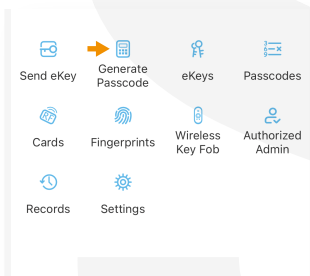 Send eKey
Generate
Passcode
eKeys
Passcodes
Cards
Fingerprints
Wireless
Key Fob
Authorized
Admin
Records
Settings